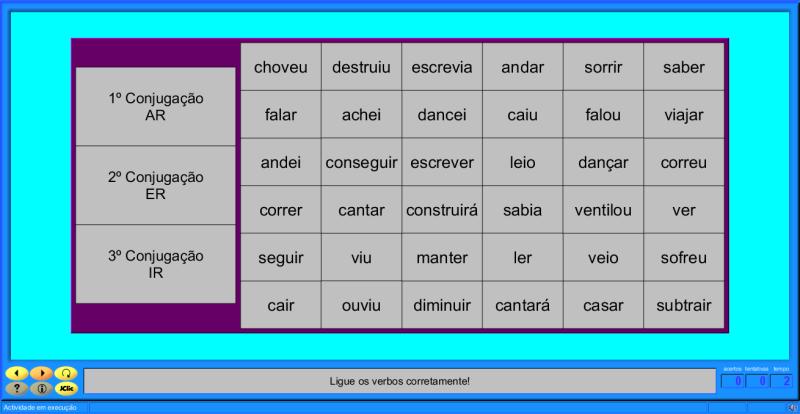 1º Conjugação
AR
2º Conjugação
ER
3º Conjugação
IR
choveu destruiu escrevia andar sorrir saber
falar achei dancei caiu falou viajar
andei conseguir escrever leio dançar correu
correr cantar construirá sabia ventilou ver
seguir viu manter ler veio sofreu
cair ouviu diminuir cantará casar subtrair
Ligue os verbos corretamente!
acertos tentativas tempo
0 0 2
? i JClic
Actividade em execução